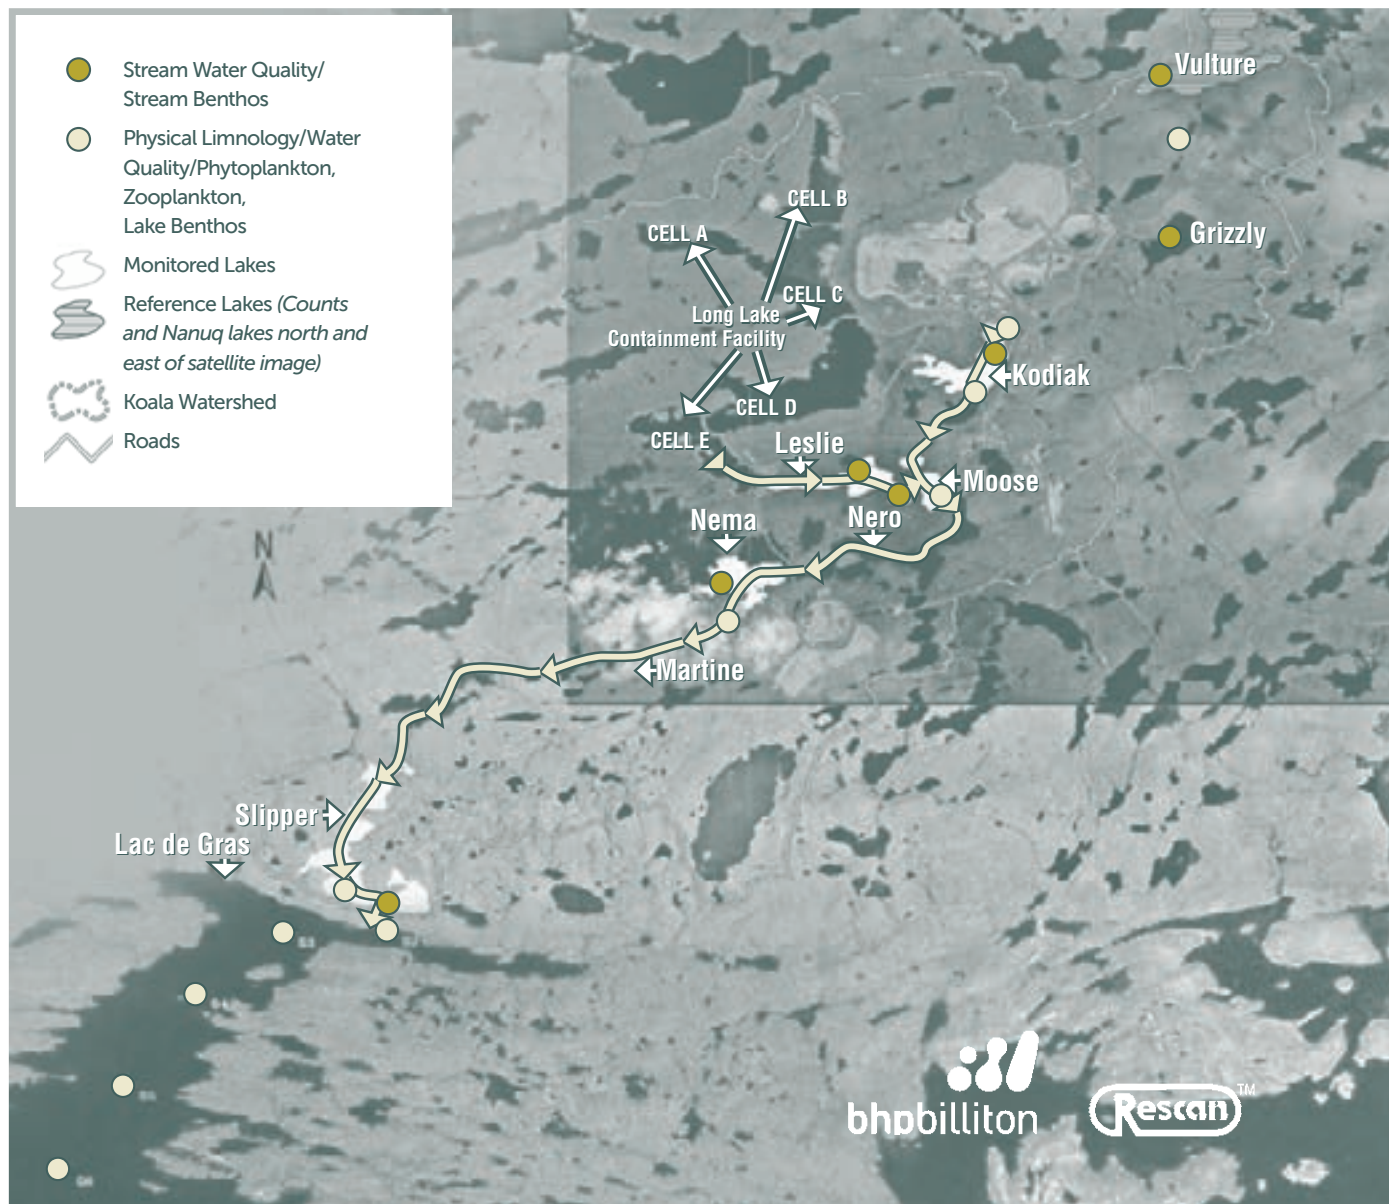 Stream Water Quality/
Stream Benthos
Physical Limnology/Water
Quality/Phytoplankton,
Zooplankton,
Lake Benthos
Monitored Lakes
Reference Lakes (Counts
and Nanuq lakes north and
east of satellite image)
Koala Watershed
Roads
Vulture
Grizzly
CELL B
CELL A
CELL C
Long Lake
Containment Facility
CELL D
CELL E
Kodiak
Leslie
Moose
Nema
Nero
N
Martine
Slipper
Lac de Gras
bhpbilliton
Rescan™